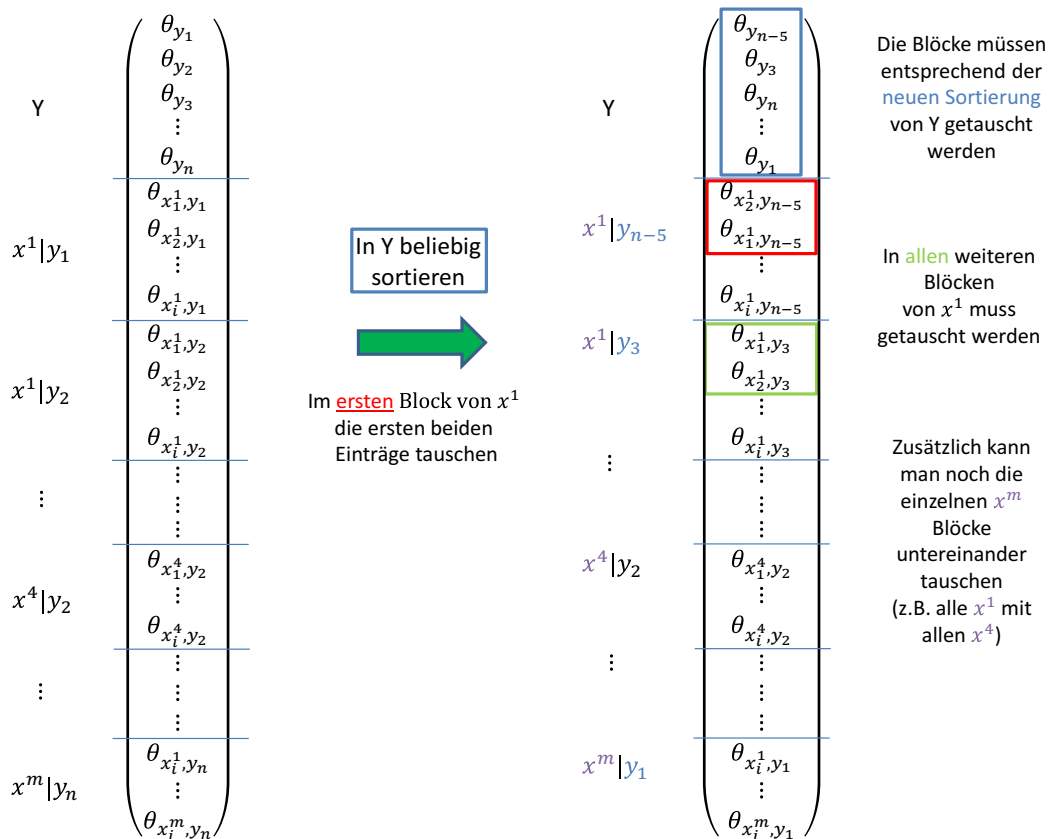 Y
θ_{y_1}
θ_{y_2}
θ_{y_3}
⋮
θ_{y_n}
x^1|y_1
θ_{x_1^1,y_1}
θ_{x_2^1,y_1}
⋮
θ_{x_i^1,y_1}
x^1|y_2
θ_{x_1^1,y_2}
θ_{x_2^1,y_2}
⋮
θ_{x_i^1,y_2}
⋮
⋮
⋮
⋮
x^4|y_2
θ_{x_1^4,y_2}
⋮
θ_{x_i^4,y_2}
⋮
⋮
⋮
⋮
x^m|y_n
θ_{x_i^1,y_n}
⋮
θ_{x_i^m,y_n}
In Y beliebig
sortieren
Im ersten Block von x^1
die ersten beiden
Einträge tauschen
Y
θ_{y_{n-5}}
θ_{y_3}
θ_{y_n}
⋮
θ_{y_1}
x^1|y_{n-5}
θ_{x_2^1,y_{n-5}}
θ_{x_1^1,y_{n-5}}
⋮
θ_{x_i^1,y_{n-5}}
x^1|y_3
θ_{x_1^1,y_3}
θ_{x_2^1,y_3}
⋮
θ_{x_i^1,y_3}
⋮
⋮
⋮
⋮
x^4|y_2
θ_{x_1^4,y_2}
⋮
θ_{x_i^4,y_2}
⋮
⋮
⋮
⋮
x^m|y_1
θ_{x_i^1,y_1}
⋮
θ_{x_i^m,y_1}
Die Blöcke müssen
entsprechend der
neuen Sortierung
von Y getauscht
werden
In allen weiteren
Blöcken
von x^1 muss
getauscht werden
Zusätzlich kann
man noch die
einzelnen x^m
Blöcke
untereinander
tauschen
(z.B. alle x^1 mit
allen x^4)